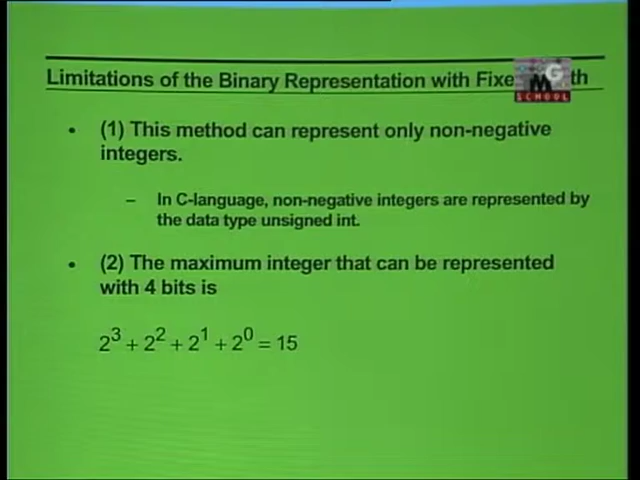 Limitations of the Binary Representation with Fixe th
MG
SCHOOL
• (1) This method can represent only non-negative
integers.
– In C-language, non-negative integers are represented by
the data type unsigned int.
• (2) The maximum integer that can be represented
with 4 bits is
2³ + 2² + 2¹ + 2⁰ = 15